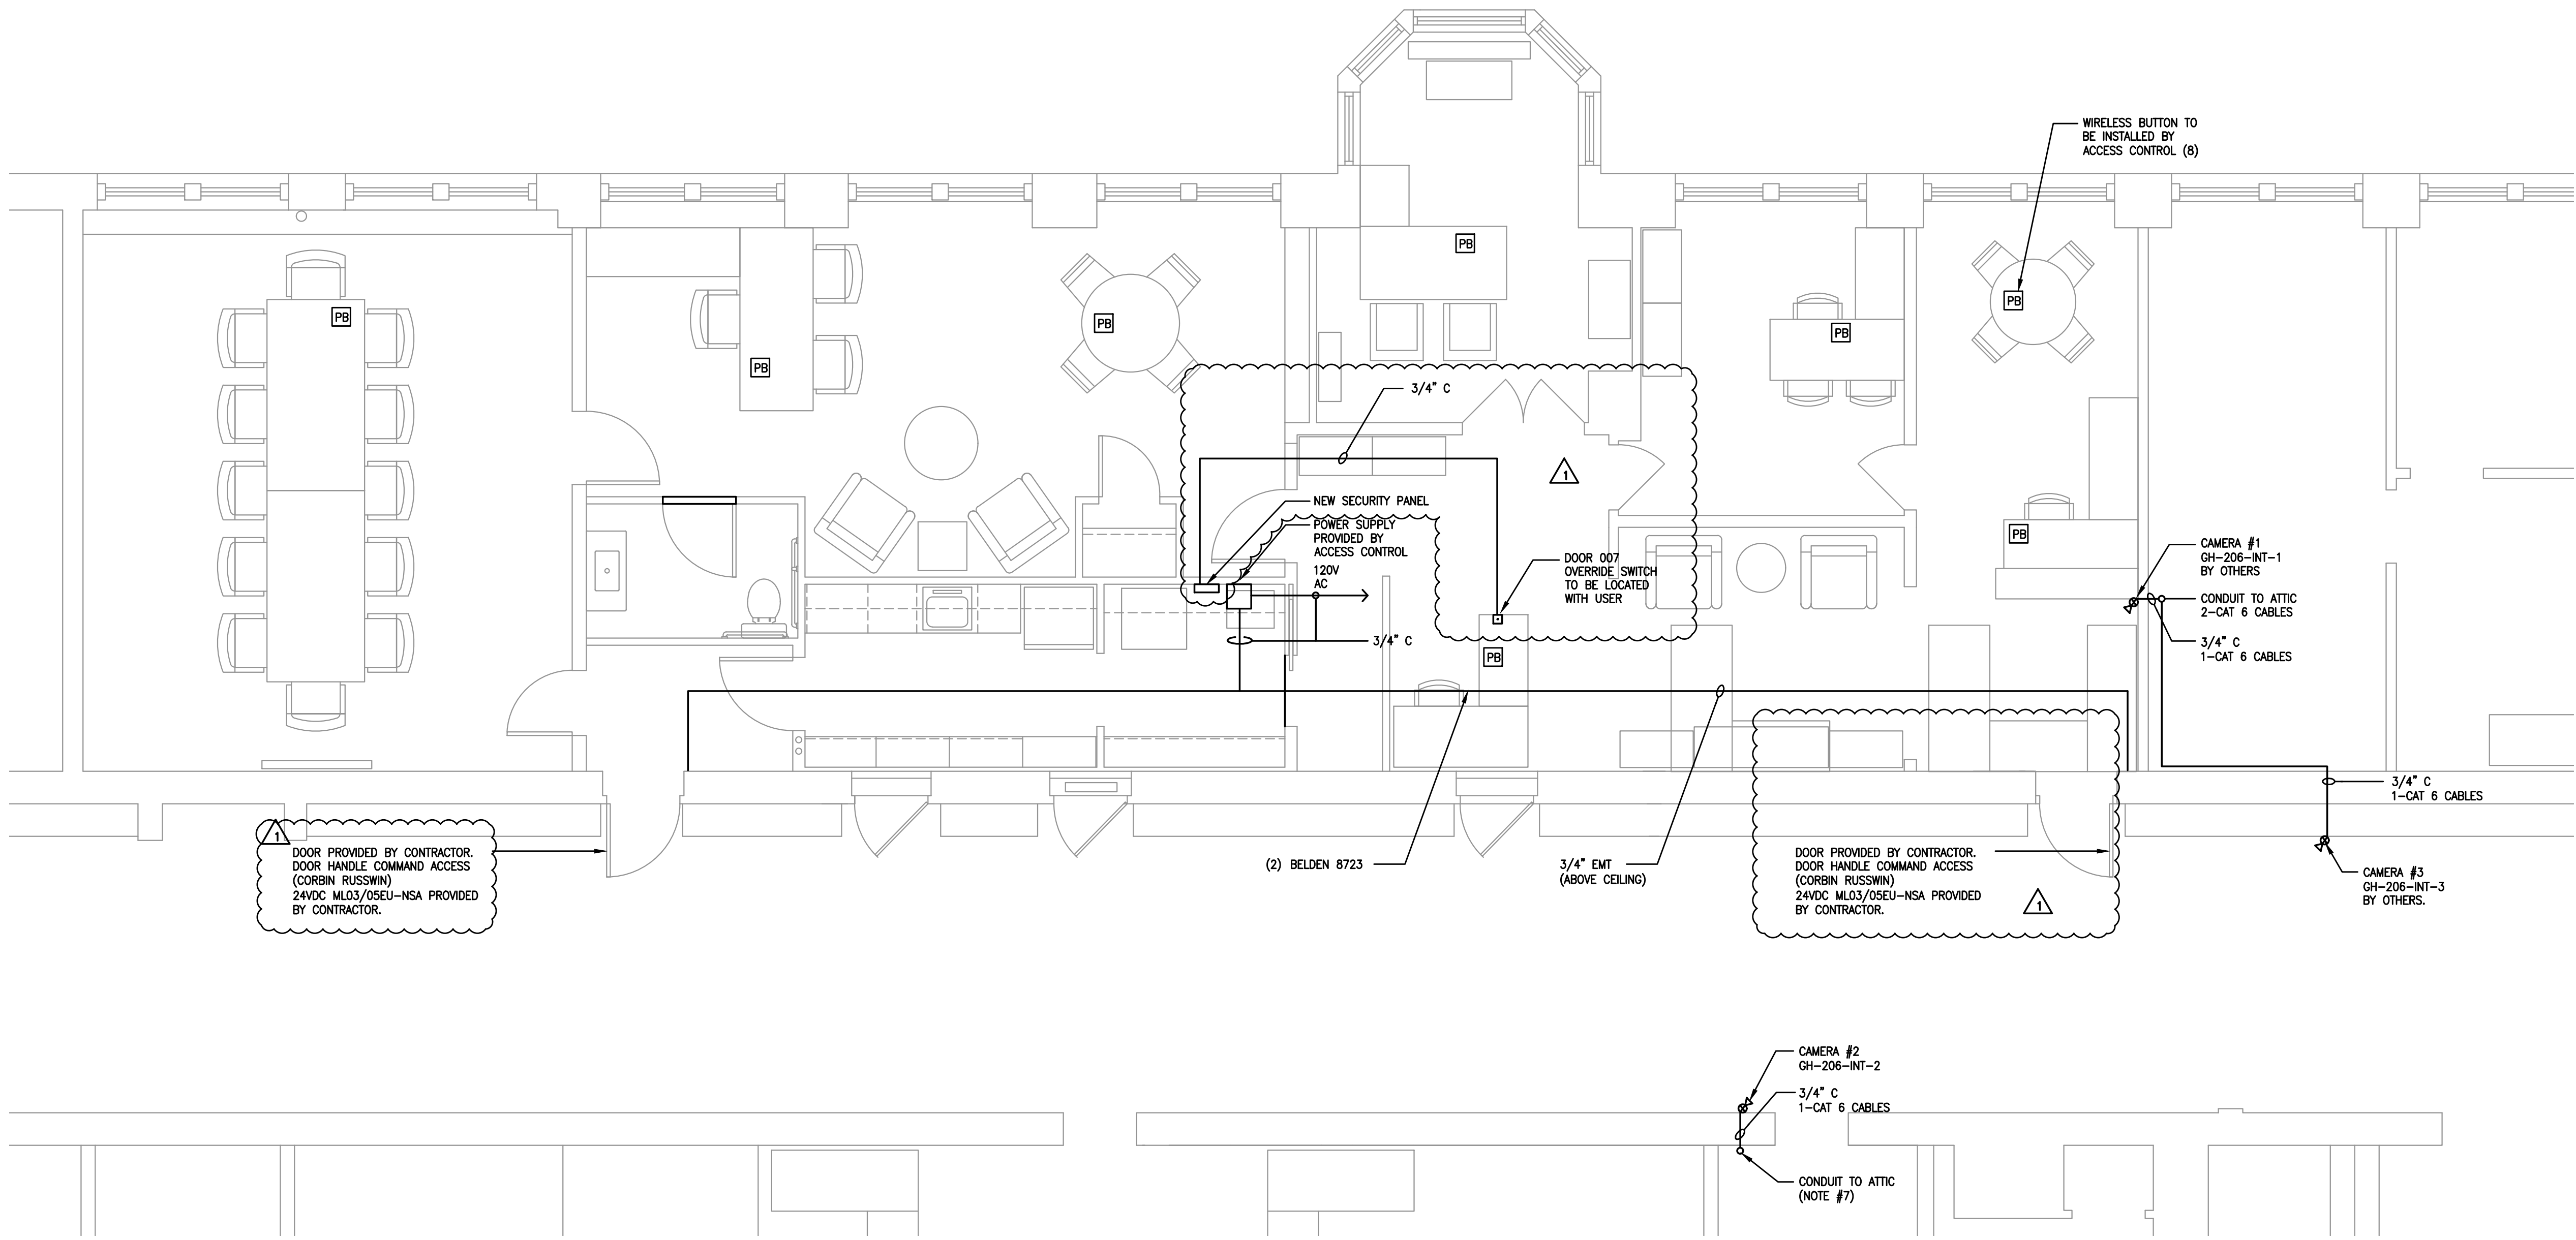 WIRELESS BUTTON TO
BE INSTALLED BY
ACCESS CONTROL (8)
PB
PB
PB
PB
PB
PB
PB
PB
3/4" C
1
NEW SECURITY PANEL
POWER SUPPLY
PROVIDED BY
ACCESS CONTROL
120V
AC
3/4" C
DOOR 007
OVERRIDE SWITCH
TO BE LOCATED
WITH USER
CAMERA #1
GH-206-INT-1
BY OTHERS
CONDUIT TO ATTIC
2-CAT 6 CABLES
3/4" C
1-CAT 6 CABLES
3/4" C
1-CAT 6 CABLES
1
DOOR PROVIDED BY CONTRACTOR.
DOOR HANDLE COMMAND ACCESS
(CORBIN RUSSWIN)
24VDC ML03/05EU-NSA PROVIDED
BY CONTRACTOR.
(2) BELDEN 8723
3/4" EMT
(ABOVE CEILING)
DOOR PROVIDED BY CONTRACTOR.
DOOR HANDLE COMMAND ACCESS
(CORBIN RUSSWIN)
24VDC ML03/05EU-NSA PROVIDED
BY CONTRACTOR.
1
CAMERA #3
GH-206-INT-3
BY OTHERS.
CAMERA #2
GH-206-INT-2
3/4" C
1-CAT 6 CABLES
CONDUIT TO ATTIC
(NOTE #7)